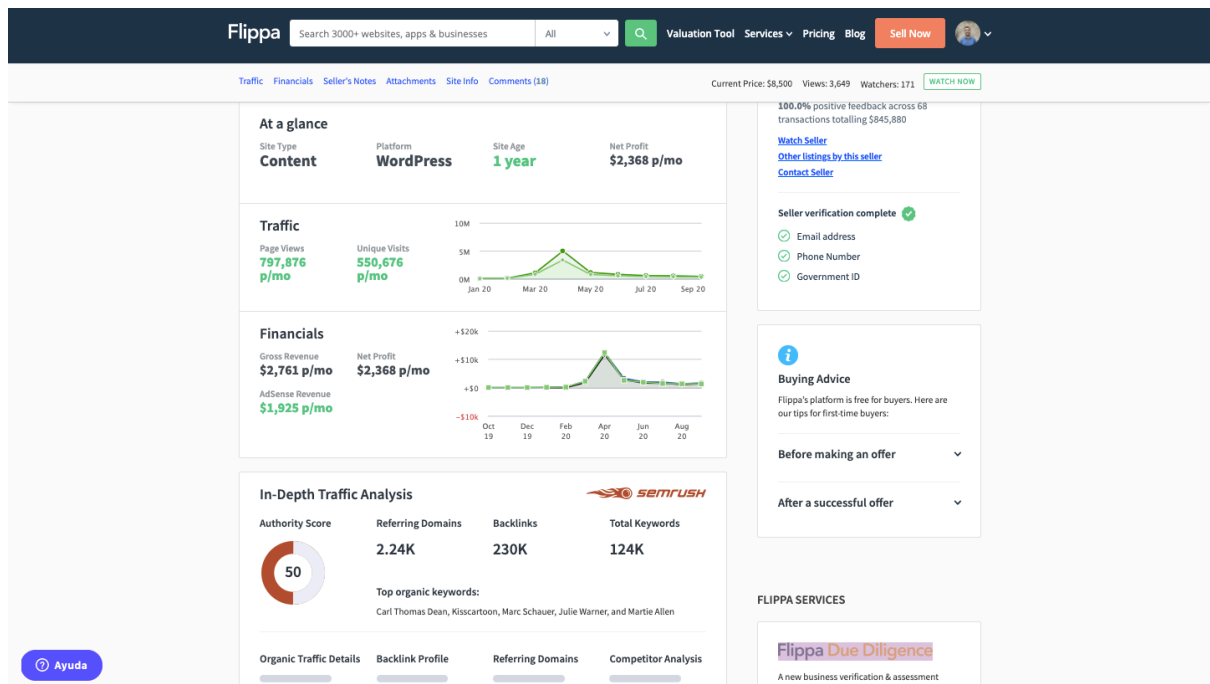 Flippa
Search 3000+ websites, apps & businesses
All
Valuation Tool
Services
Pricing
Blog
Sell Now
Traffic
Financials
Seller's Notes
Attachments
Site Info
Comments (18)
Current Price: $8,500
Views: 3,649
Watchers: 171
WATCH NOW
At a glance
Site Type
Content
Platform
WordPress
Site Age
1 year
Net Profit
$2,368 p/mo
Traffic
Page Views
797,876
p/mo
Unique Visits
550,676
p/mo
10M
5M
0M
Jan 20
Mar 20
May 20
Jul 20
Sep 20
Financials
Gross Revenue
$2,761 p/mo
Net Profit
$2,368 p/mo
AdSense Revenue
$1,925 p/mo
+$20k
+$10k
+$0
−$10k
Oct
19
Dec
19
Feb
20
Apr
20
Jun
20
Aug
20
In-Depth Traffic Analysis
semrush
Authority Score
50
Referring Domains
2.24K
Backlinks
230K
Total Keywords
124K
Top organic keywords:
Carl Thomas Dean, Kisscartoon, Marc Schauer, Julie Warner, and Martie Allen
Organic Traffic Details
Backlink Profile
Referring Domains
Competitor Analysis
100.0% positive feedback across 68
transactions totalling $845,880
Watch Seller
Other listings by this seller
Contact Seller
Seller verification complete
Email address
Phone Number
Government ID
Buying Advice
Flippa's platform is free for buyers. Here are
our tips for first-time buyers:
Before making an offer
After a successful offer
FLIPPA SERVICES
Flippa Due Diligence
A new business verification & assessment
Ayuda